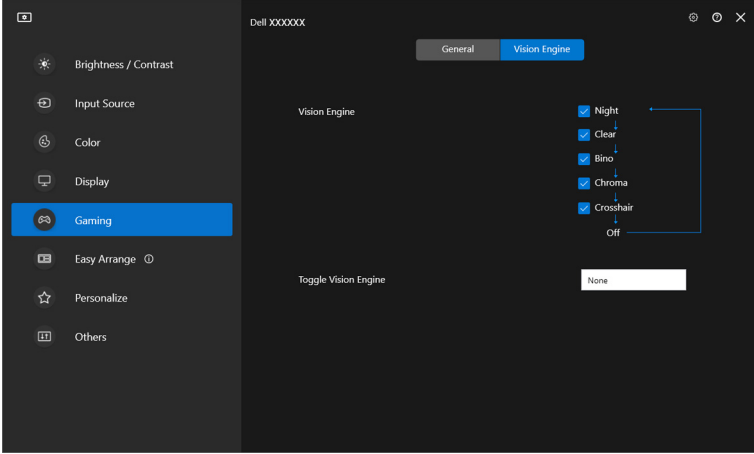 Dell XXXXXX
General
Vision Engine
Brightness / Contrast
Input Source
Color
Display
Gaming
Easy Arrange
Personalize
Others
Vision Engine
Night
Clear
Bino
Chroma
Crosshair
Off
Toggle Vision Engine
None